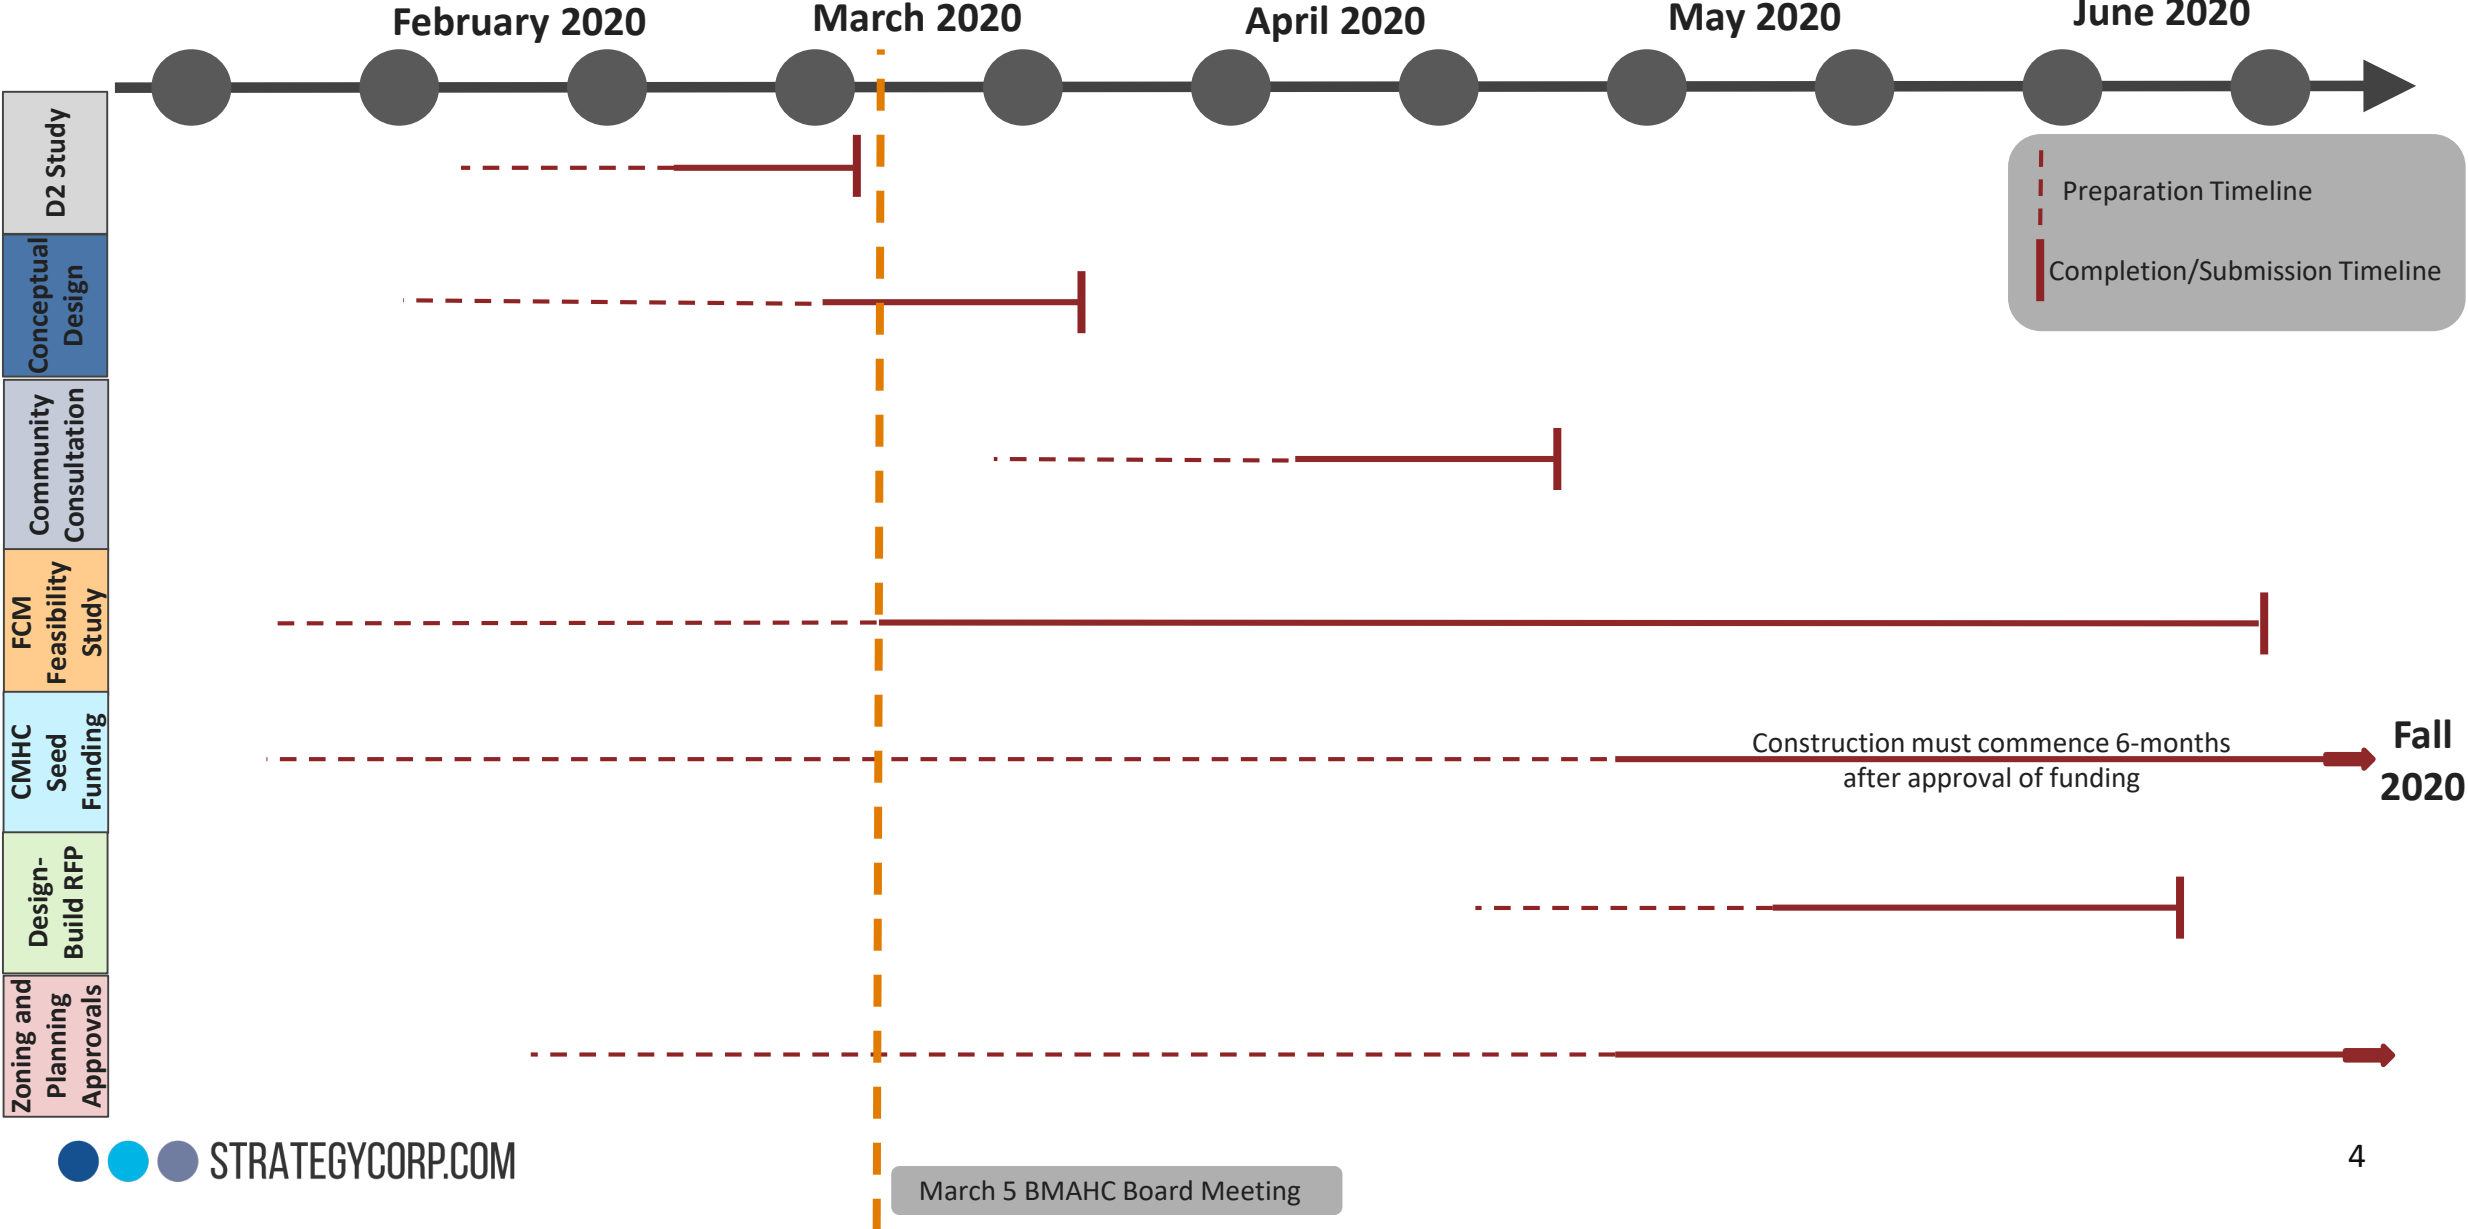 February 2020
March 2020
April 2020
May 2020
June 2020
D2 Study
Preparation Timeline
Completion/Submission Timeline
Conceptual
Design
Community
Consultation
FCM
Feasibility
Study
CMHC
Seed
Funding
Construction must commence 6-months
after approval of funding
Fall
2020
Design-
Build RFP
Zoning and
Planning
Approvals
STRATEGYCORP.COM
March 5 BMAHC Board Meeting
4